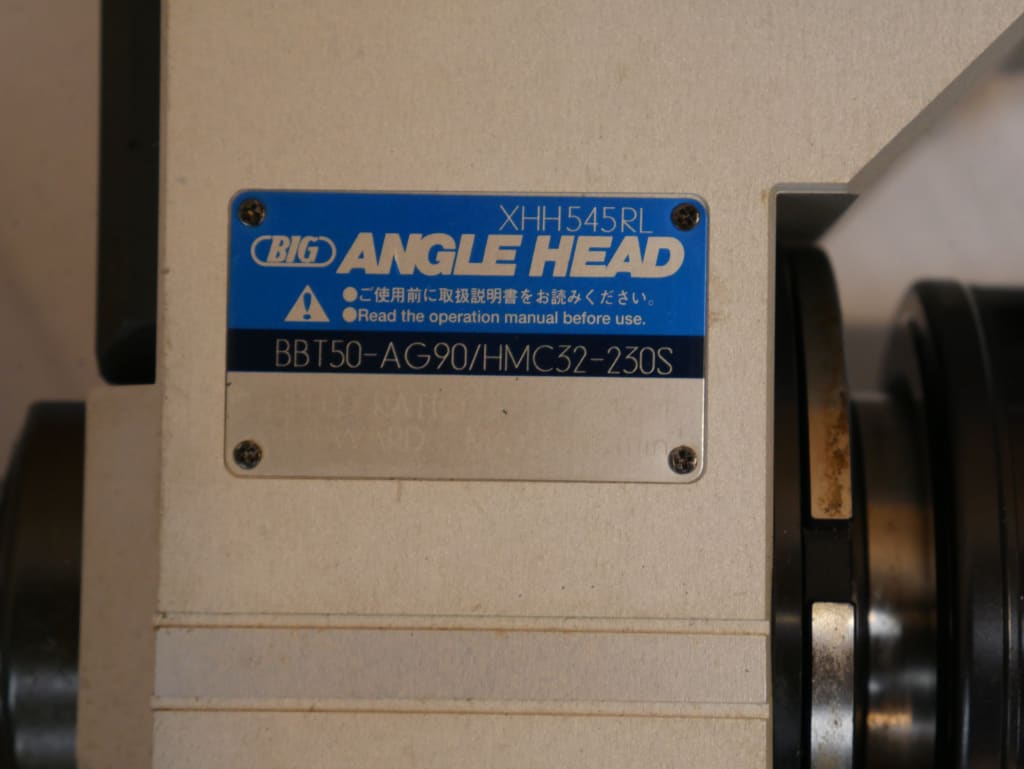 XHH545RL
BIG ANGLE HEAD
●ご使用前に取扱説明書をお読みください。
●Read the operation manual before use.
BBT50-AG90/HMC32-230S